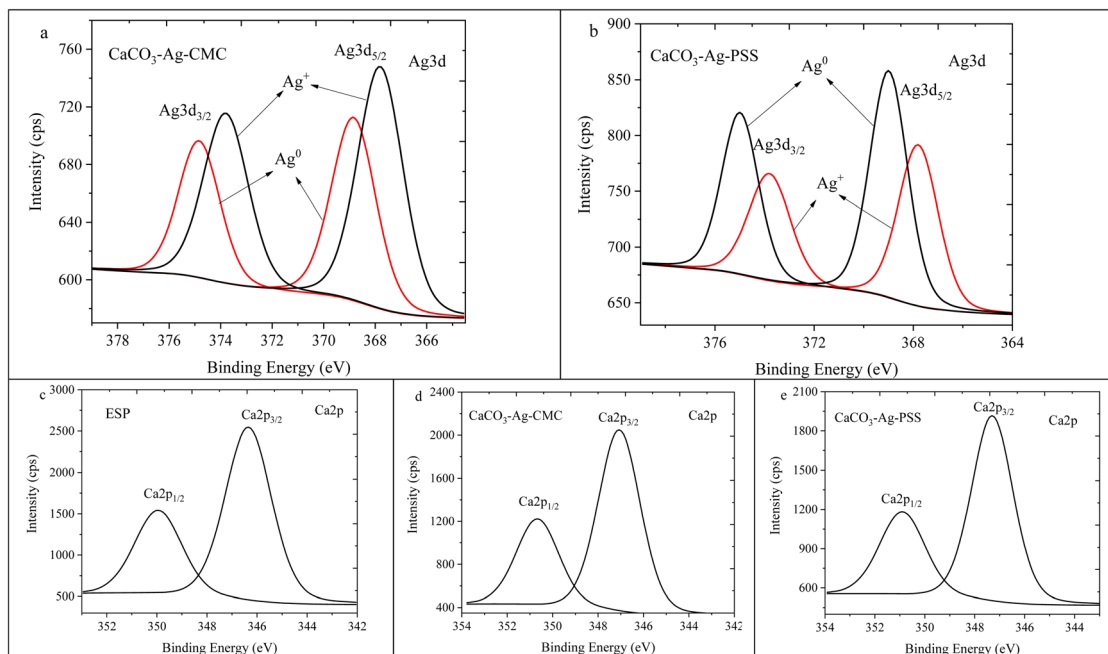 a
CaCO₃-Ag-CMC
Ag3d₅/₂
Ag3d
Ag⁺
Ag3d₃/₂
Ag⁰
760
720
680
640
600
Intensity (cps)
378
376
374
372
370
368
366
Binding Energy (eV)
b
CaCO₃-Ag-PSS
Ag⁰
Ag3d
Ag3d₅/₂
Ag3d₃/₂
Ag⁺
900
850
800
750
700
650
Intensity (cps)
376
372
368
364
Binding Energy (eV)
c
ESP
Ca2p₃/₂
Ca2p
Ca2p₁/₂
3000
2500
2000
1500
1000
500
Intensity (cps)
352
350
348
346
344
342
Binding Energy (eV)
d
CaCO₃-Ag-CMC
Ca2p₃/₂
Ca2p
Ca2p₁/₂
2400
2000
1600
1200
800
400
Intensity (cps)
354
352
350
348
346
344
342
Binding Energy (eV)
e
CaCO₃-Ag-PSS
Ca2p₃/₂
Ca2p
Ca2p₁/₂
2100
1800
1500
1200
900
600
Intensity (cps)
354
352
350
348
346
344
Binding Energy (eV)